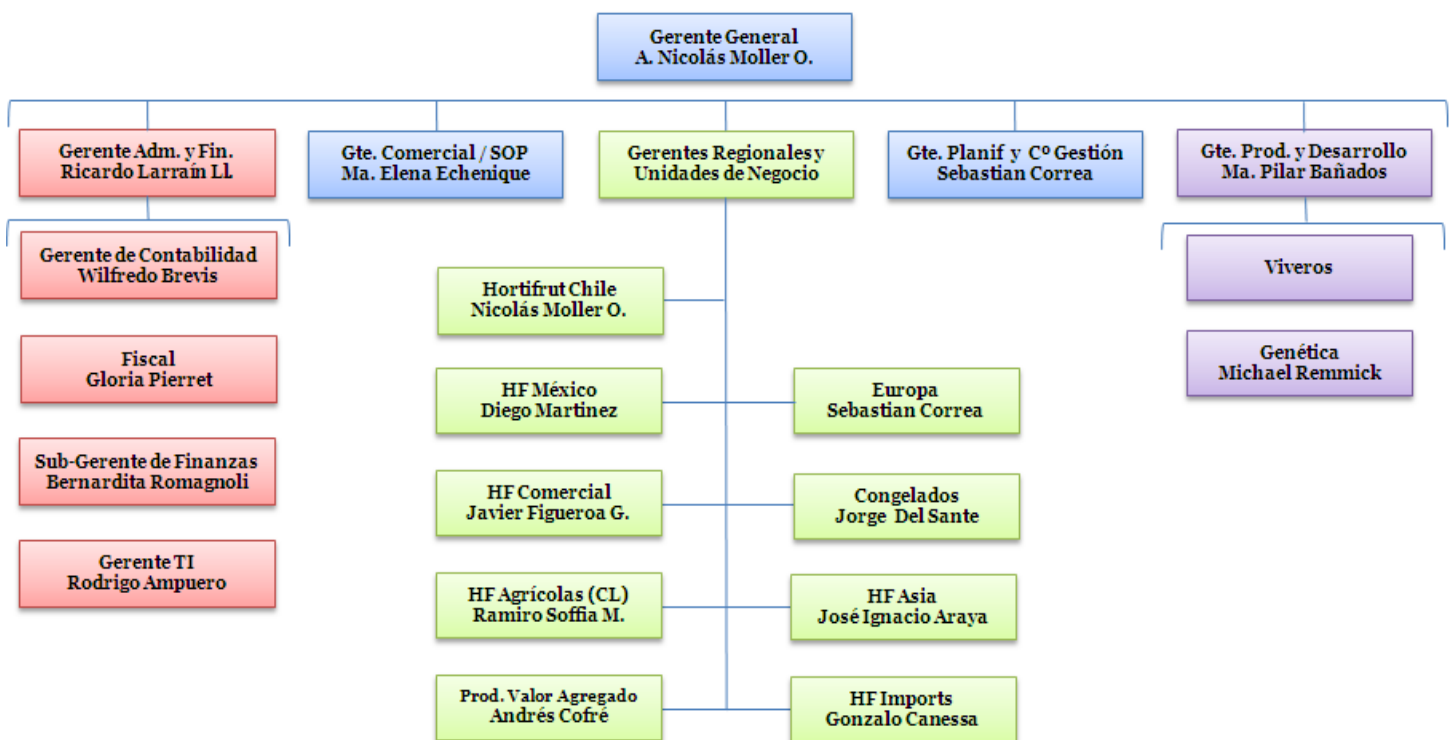 Gerente General
A. Nicolás Moller O.
Gerente Adm. y Fin.
Ricardo Larraín Ll.
Gte. Comercial / SOP
Ma. Elena Echenique
Gerentes Regionales y
Unidades de Negocio
Gte. Planif y Cº Gestión
Sebastian Correa
Gte. Prod. y Desarrollo
Ma. Pilar Bañados
Gerente de Contabilidad
Wilfredo Brevis
Fiscal
Gloria Pierret
Sub-Gerente de Finanzas
Bernardita Romagnoli
Gerente TI
Rodrigo Ampuero
Hortifrut Chile
Nicolás Moller O.
HF México
Diego Martinez
Europa
Sebastian Correa
HF Comercial
Javier Figueroa G.
Congelados
Jorge Del Sante
HF Agrícolas (CL)
Ramiro Soffia M.
HF Asia
José Ignacio Araya
Prod. Valor Agregado
Andrés Cofré
HF Imports
Gonzalo Canessa
Viveros
Genética
Michael Remmick